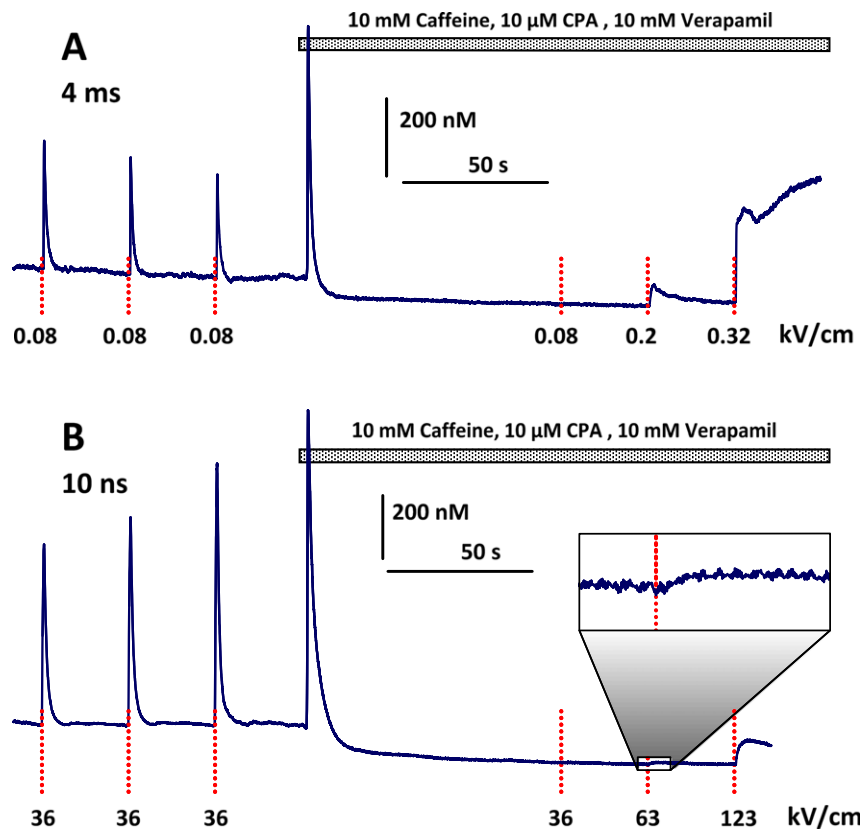 10 mM Caffeine, 10 µM CPA , 10 mM Verapamil
A
4 ms
200 nM
50 s
0.08 0.08 0.08 0.08 0.2 0.32 kV/cm
10 mM Caffeine, 10 µM CPA , 10 mM Verapamil
B
10 ns
200 nM
50 s
36 36 36 36 63 123 kV/cm